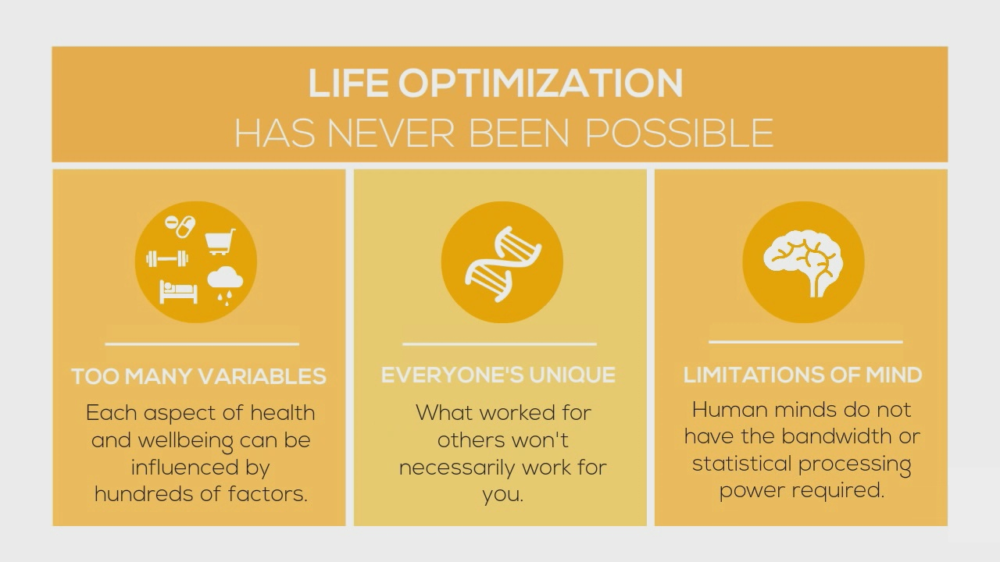 LIFE OPTIMIZATION
HAS NEVER BEEN POSSIBLE
TOO MANY VARIABLES
Each aspect of health
and wellbeing can be
influenced by
hundreds of factors.
EVERYONE'S UNIQUE
What worked for
others won't
necessarily work for
you.
LIMITATIONS OF MIND
Human minds do not
have the bandwidth or
statistical processing
power required.